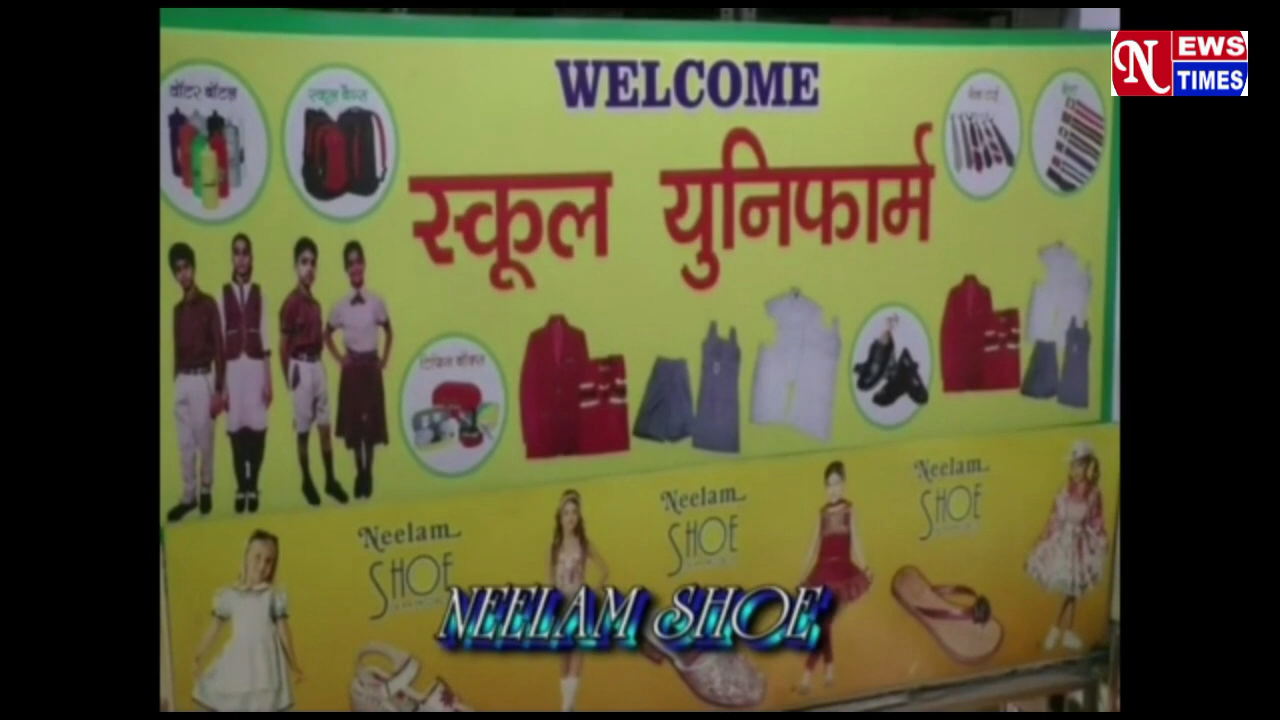 NEWS
TIMES
WELCOME
वॉटर बॉटल
स्कूल बैग्स
स्कूल युनिफार्म
टिफिन बॉक्स
Neelam
SHOE
Neelam
SHOE
Neelam
SHOE
NEELAM SHOE